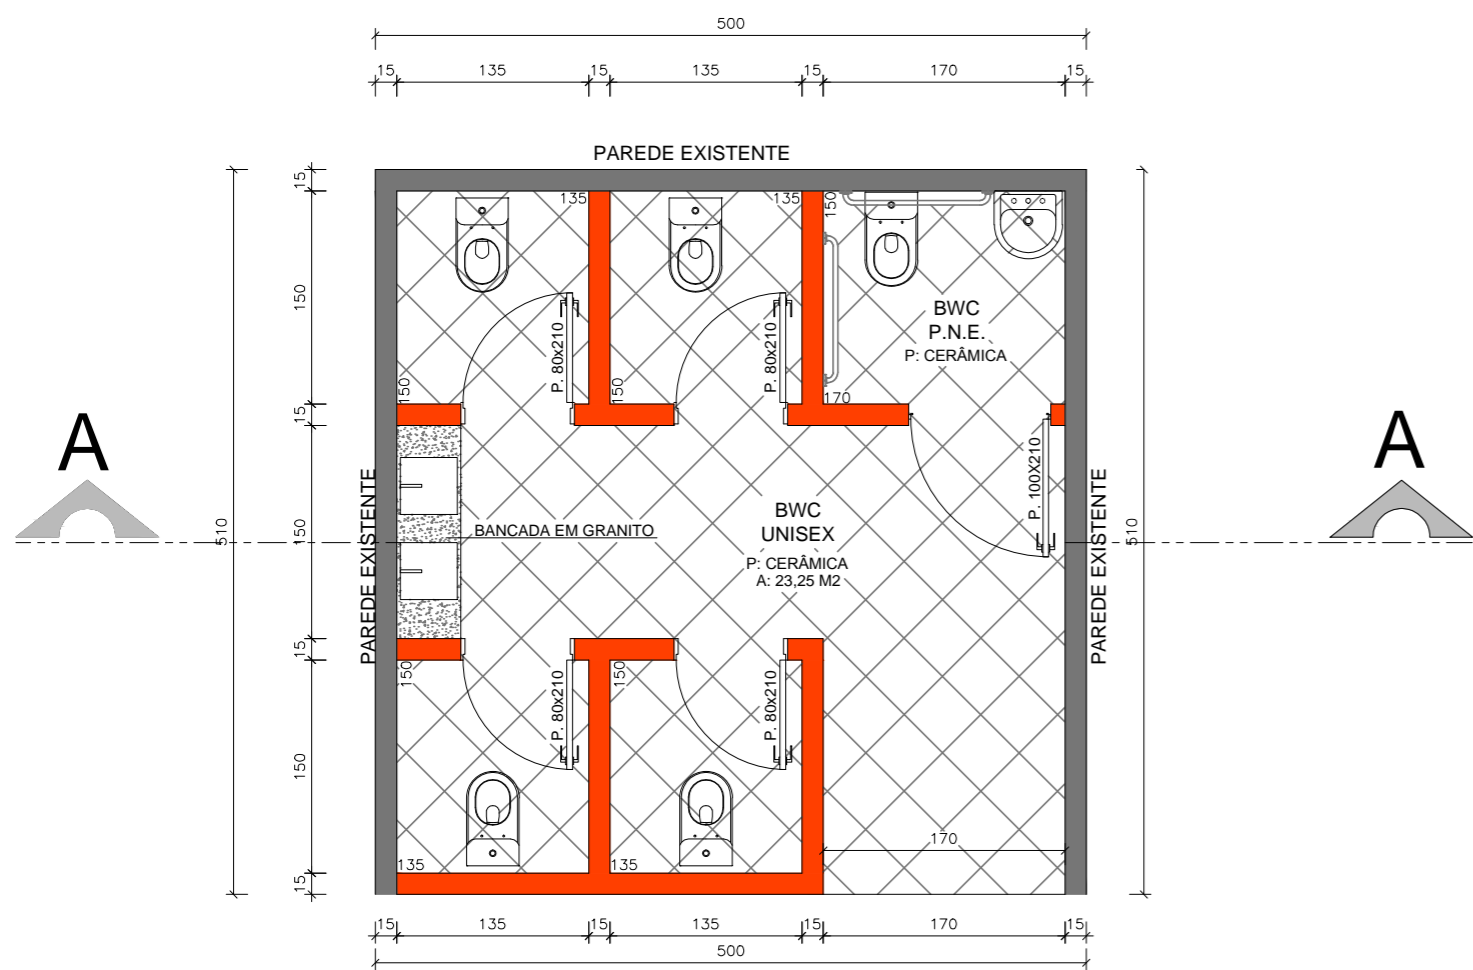 500
15 135 15 135 15 170 15
PAREDE EXISTENTE
15
150
15
150
15
150
15
510
510
PAREDE EXISTENTE
PAREDE EXISTENTE
A
A
135
150
P. 80x210
135
150
P. 80x210
150
170
BWC
P.N.E.
P: CERÂMICA
P. 100X210
BANCADA EM GRANITO
BWC
UNISEX
P: CERÂMICA
A: 23,25 M2
150
P. 80x210
135
150
P. 80x210
135
170
15 135 15 135 15 170 15
500